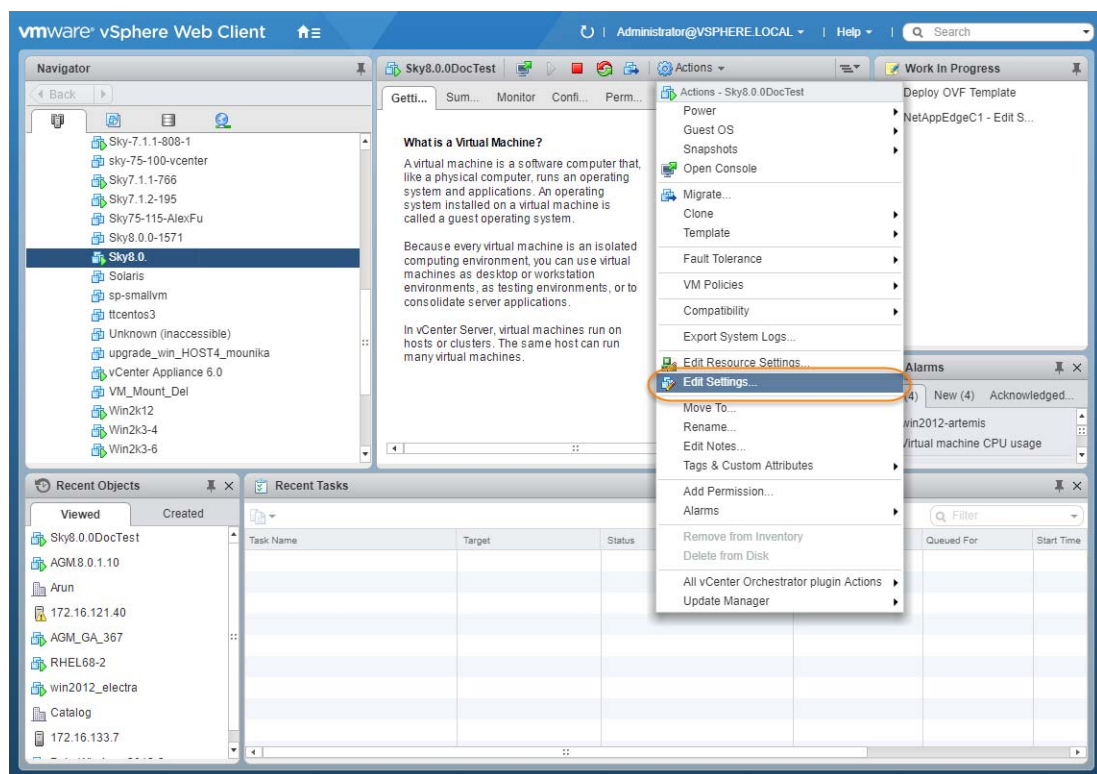 vmware® vSphere Web Client
Administrator@VSPHERE.LOCAL
Help
Search
Navigator
Back
Sky-7.1.1-808-1
sky-75-100-vcenter
Sky7.1.1-766
Sky7.1.2-195
Sky75-115-AlexFu
Sky8.0.0-1571
Sky8.0.
Solaris
sp-smallvm
ttcentos3
Unknown (inaccessible)
upgrade_win_HOST4_mounika
vCenter Appliance 6.0
VM_Mount_Del
Win2k12
Win2k3-4
Win2k3-6
Sky8.0.0DocTest
Actions
Getti...
Sum...
Monitor
Confi...
Perm...
What is a Virtual Machine?
A virtual machine is a software computer that,
like a physical computer, runs an operating
system and applications. An operating
system installed on a virtual machine is
called a guest operating system.
Because every virtual machine is an isolated
computing environment, you can use virtual
machines as desktop or workstation
environments, as testing environments, or to
consolidate server applications.
In vCenter Server, virtual machines run on
hosts or clusters. The same host can run
many virtual machines.
Actions - Sky8.0.0DocTest
Power
Guest OS
Snapshots
Open Console
Migrate...
Clone
Template
Fault Tolerance
VM Policies
Compatibility
Export System Logs...
Edit Resource Settings...
Edit Settings...
Move To...
Rename...
Edit Notes...
Tags & Custom Attributes
Add Permission...
Alarms
Remove from Inventory
Delete from Disk
All vCenter Orchestrator plugin Actions
Update Manager
Work In Progress
Deploy OVF Template
NetAppEdgeC1 - Edit S...
Alarms
(4)
New (4)
Acknowledged...
win2012-artemis
Virtual machine CPU usage
Recent Objects
Viewed
Created
Sky8.0.0DocTest
AGM.8.0.1.10
Arun
172.16.121.40
AGM_GA_367
RHEL68-2
win2012_electra
Catalog
172.16.133.7
Recent Tasks
Filter
Task Name
Target
Status
Queued For
Start Time